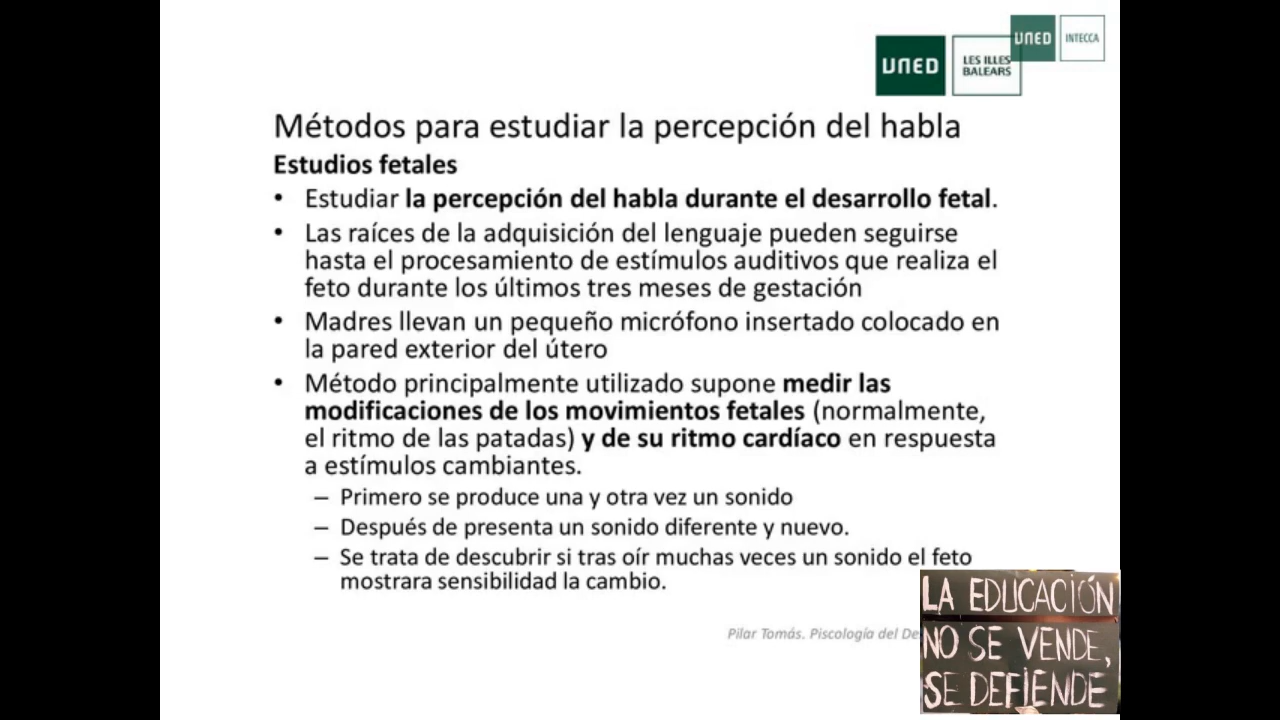 UNED
LES ILLES
BALEARS
UNED
INTECCA
Métodos para estudiar la percepción del habla
Estudios fetales
• Estudiar la percepción del habla durante el desarrollo fetal.
• Las raíces de la adquisición del lenguaje pueden seguirse
hasta el procesamiento de estímulos auditivos que realiza el
feto durante los últimos tres meses de gestación
• Madres llevan un pequeño micrófono insertado colocado en
la pared exterior del útero
• Método principalmente utilizado supone medir las
modificaciones de los movimientos fetales (normalmente,
el ritmo de las patadas) y de su ritmo cardíaco en respuesta
a estímulos cambiantes.
– Primero se produce una y otra vez un sonido
– Después de presenta un sonido diferente y nuevo.
– Se trata de descubrir si tras oír muchas veces un sonido el feto
mostrara sensibilidad la cambio.
Pilar Tomás. Piscología del De
LA EDUCACIÓN
NO SE VENDE,
SE DEFIENDE